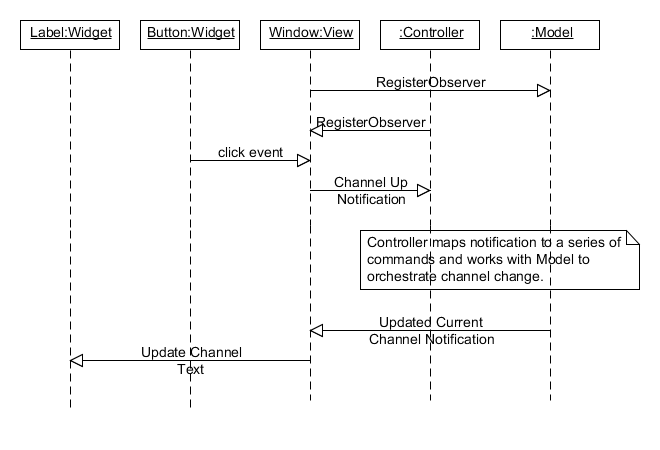 Label:Widget
Button:Widget
Window:View
:Controller
:Model
RegisterObserver
RegisterObserver
click event
Channel Up
Notification
Controller maps notification to a series of
commands and works with Model to
orchestrate channel change.
Updated Current
Channel Notification
Update Channel
Text